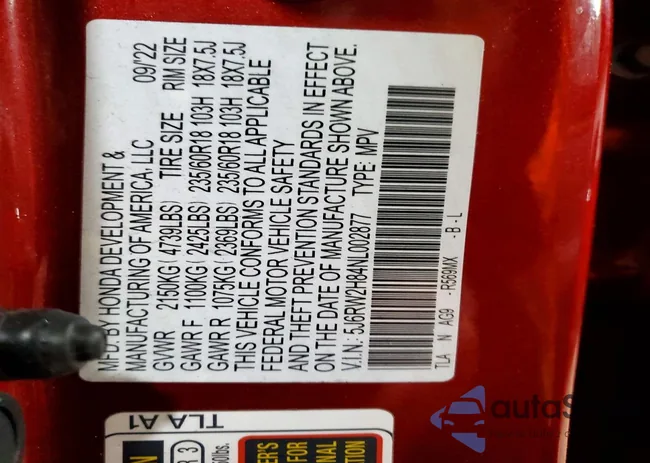 MFD. BY HONDA DEVELOPMENT &
MANUFACTURING OF AMERICA, LLC 09/'22
GVWR 2150KG ( 4739LBS) TIRE SIZE RIM SIZE
GAWR F 1100KG ( 2425LBS) 235/60R18 103H 18X7.5J
GAWR R 1075KG ( 2369LBS) 235/60R18 103H 18X7.5J
THIS VEHICLE CONFORMS TO ALL APPLICABLE
FEDERAL MOTOR VEHICLE SAFETY
AND THEFT PREVENTION STANDARDS IN EFFECT
ON THE DATE OF MANUFACTURE SHOWN ABOVE.
V.I.N.: 5J8RW2H84NL002877 TYPE: MPV
TLA N AG9 -R569MX -B - L
TLA A1